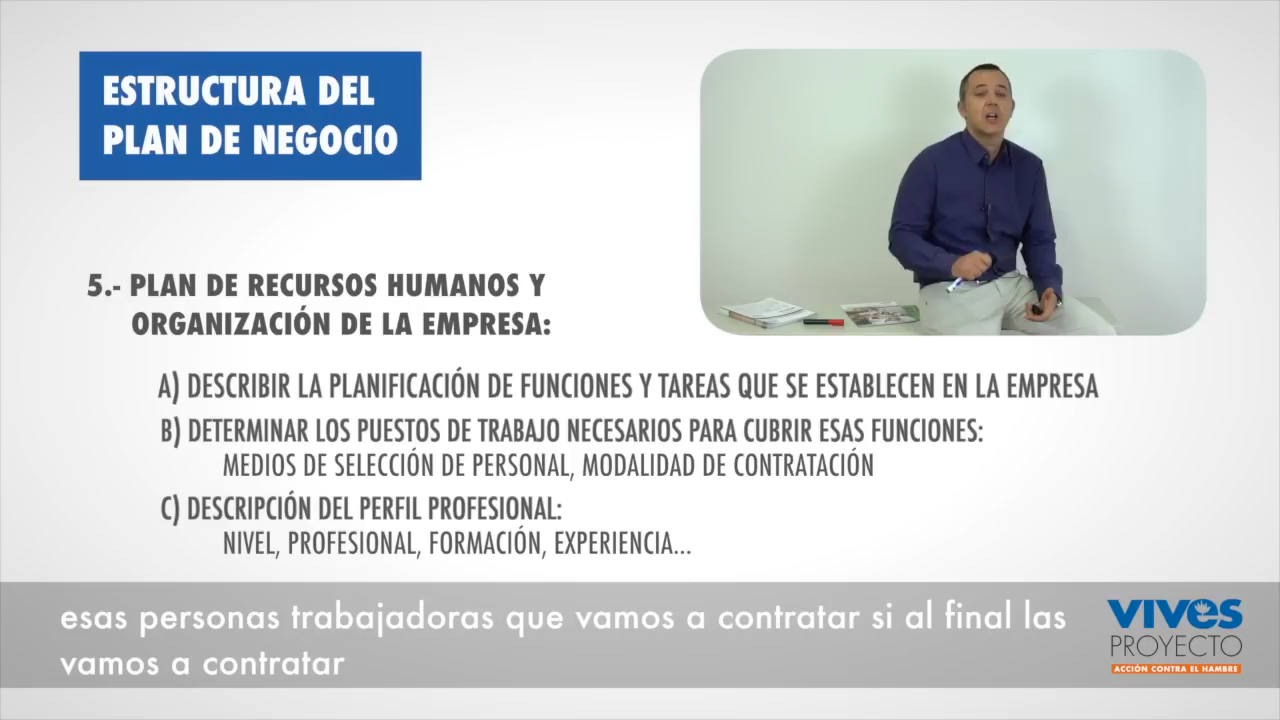 ESTRUCTURA DEL
PLAN DE NEGOCIO
5.- PLAN DE RECURSOS HUMANOS Y
ORGANIZACIÓN DE LA EMPRESA:
A) DESCRIBIR LA PLANIFICACIÓN DE FUNCIONES Y TAREAS QUE SE ESTABLECEN EN LA EMPRESA
B) DETERMINAR LOS PUESTOS DE TRABAJO NECESARIOS PARA CUBRIR ESAS FUNCIONES:
MEDIOS DE SELECCIÓN DE PERSONAL, MODALIDAD DE CONTRATACIÓN
C) DESCRIPCIÓN DEL PERFIL PROFESIONAL:
NIVEL, PROFESIONAL, FORMACIÓN, EXPERIENCIA...
esas personas trabajadoras que vamos a contratar si al final las
vamos a contratar
VIVES
PROYECTO
ACCIÓN CONTRA EL HAMBRE